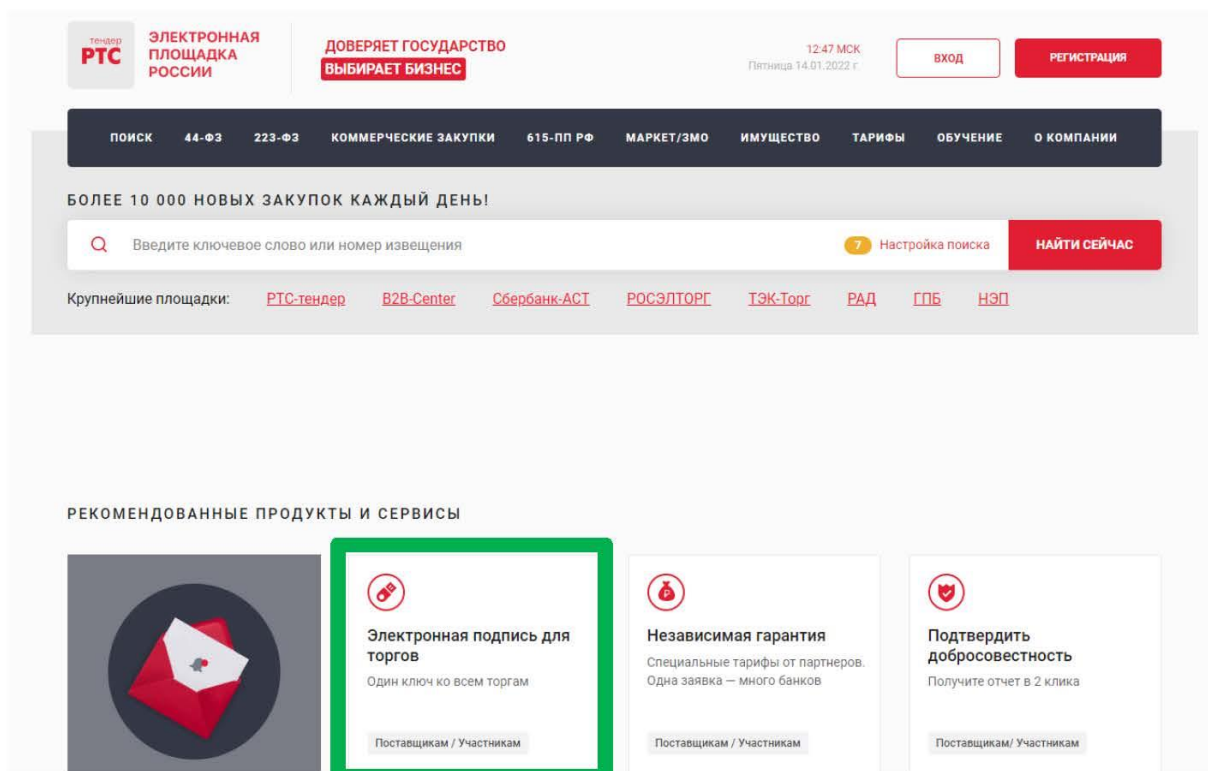 тендер
РТС
ЭЛЕКТРОННАЯ
ПЛОЩАДКА
РОССИИ
ДОВЕРЯЕТ ГОСУДАРСТВО
ВЫБИРАЕТ БИЗНЕС
12:47 МСК
Пятница 14.01.2022 г.
ВХОД
РЕГИСТРАЦИЯ
ПОИСК 44-ФЗ 223-ФЗ КОММЕРЧЕСКИЕ ЗАКУПКИ 615-ПП РФ МАРКЕТ/ЗМО ИМУЩЕСТВО ТАРИФЫ ОБУЧЕНИЕ О КОМПАНИИ
БОЛЕЕ 10 000 НОВЫХ ЗАКУПОК КАЖДЫЙ ДЕНЬ!
Введите ключевое слово или номер извещения 7 Настройка поиска НАЙТИ СЕЙЧАС
Крупнейшие площадки: РТС-тендер B2B-Center Сбербанк-АСТ РОСЭЛТОРГ ТЭК-Торг РАД ГПБ НЭП
РЕКОМЕНДОВАННЫЕ ПРОДУКТЫ И СЕРВИСЫ
Электронная подпись для
торгов
Один ключ ко всем торгам
Поставщикам / Участникам
Независимая гарантия
Специальные тарифы от партнеров.
Одна заявка — много банков
Поставщикам / Участникам
Подтвердить
добросовестность
Получите отчет в 2 клика
Поставщикам/ Участникам